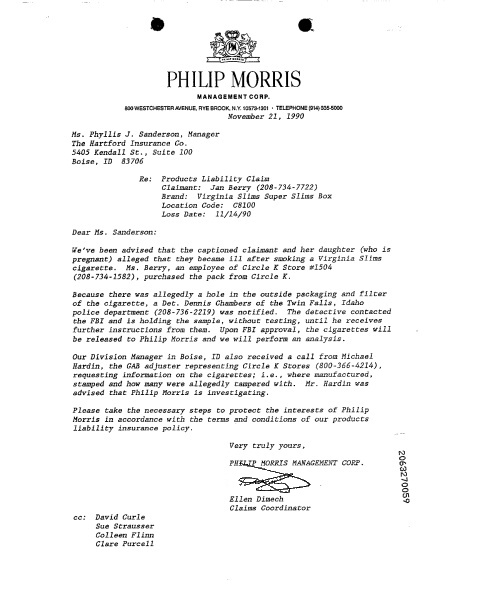 PM
PHILIP MORRIS
MANAGEMENT CORP.
800 WESTCHESTER AVENUE, RYE BROOK, N.Y. 10573-1301 • TELEPHONE (914) 335-5000
November 21, 1990
Ms. Phyllis J. Sanderson, Manager
The Hartford Insurance Co.
5405 Kendall St., Suite 100
Boise, ID 83706
Re: Products Liability Claim
Claimant: Jan Berry (208-734-7722)
Brand: Virginia Slims Super Slims Box
Location Code: C8100
Loss Date: 11/14/90
Dear Ms. Sanderson:
We've been advised that the captioned claimant and her daughter (who is
pregnant) alleged that they became ill after smoking a Virginia Slims
cigarette. Ms. Berry, an employee of Circle K Store #1504
(208-734-1582), purchased the pack from Circle K.
Because there was allegedly a hole in the outside packaging and filter
of the cigarette, a Det. Dennis Chambers of the Twin Falls, Idaho
police department (208-736-2219) was notified. The detective contacted
the FBI and is holding the sample, without testing, until he receives
further instructions from them. Upon FBI approval, the cigarettes will
be released to Philip Morris and we will perform an analysis.
Our Division Manager in Boise, ID also received a call from Michael
Hardin, the GAB adjuster representing Circle K Stores (800-366-4214),
requesting information on the cigarettes; i.e., where manufactured,
stamped and how many were allegedly tampered with. Mr. Hardin was
advised that Philip Morris is investigating.
Please take the necessary steps to protect the interests of Philip
Morris in accordance with the terms and conditions of our products
liability insurance policy.
Very truly yours,
PHILIP MORRIS MANAGEMENT CORP.
Ellen Dimech
Claims Coordinator
cc: David Curle
Sue Strausser
Colleen Flinn
Clare Purcell
2063270059